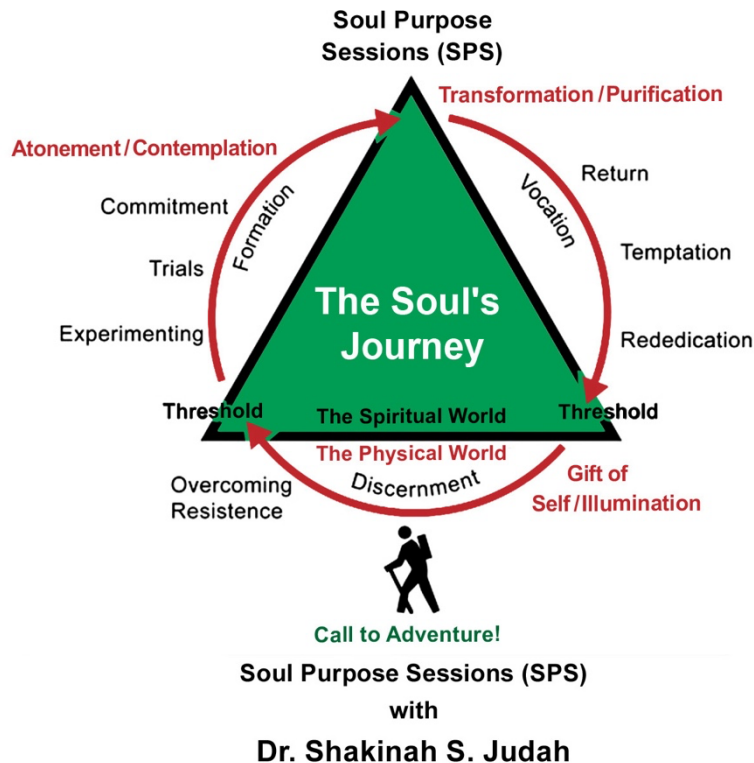 Soul Purpose
Sessions (SPS)
Transformation/Purification
Atonement/Contemplation
Return
Commitment
Formation
Vocation
Temptation
Trials
The Soul's
Journey
Experimenting
Rededication
Threshold
The Spiritual World
Threshold
The Physical World
Discernment
Overcoming
Resistence
Gift of
Self/Illumination
Call to Adventure!
Soul Purpose Sessions (SPS)
with
Dr. Shakinah S. Judah